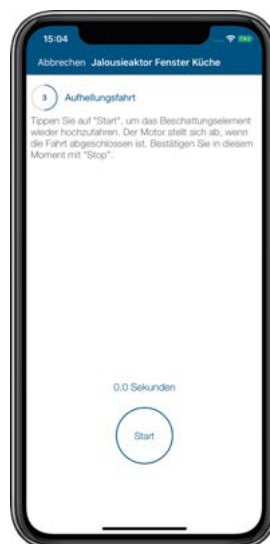 15:04
Abbrechen Jalousieaktor Fenster Küche
3 Aufhellungsfahrt
Tippen Sie auf "Start", um das Beschattungselement
wieder hochzufahren. Der Motor stellt sich ab, wenn
die Fahrt abgeschlossen ist. Bestätigen Sie in diesem
Moment mit "Stop".
0.0 Sekunden
Start